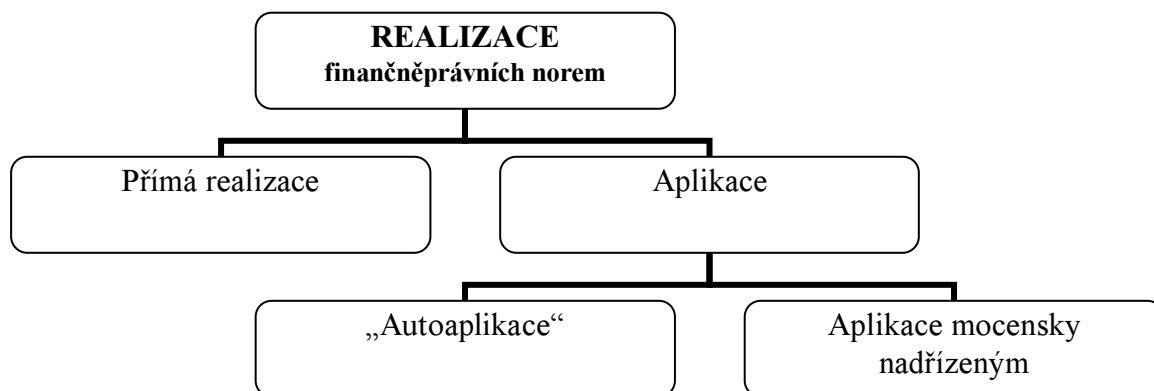 REALIZACE
finančněprávních norem
Přímá realizace
Aplikace
„Autoaplikace“
Aplikace mocensky
nadřízeným